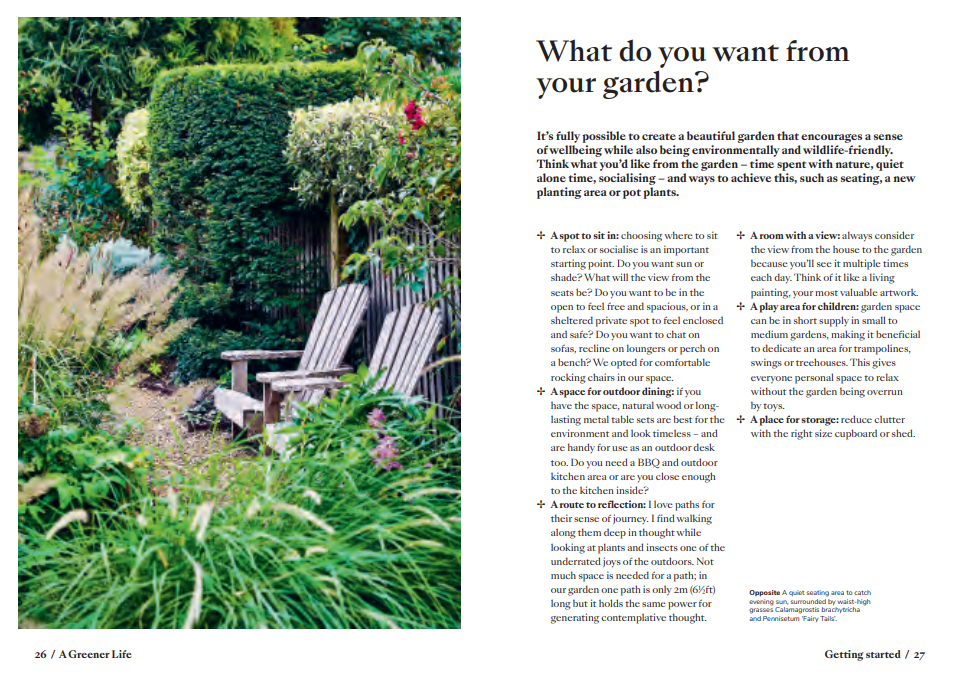 What do you want from
your garden?
It's fully possible to create a beautiful garden that encourages a sense
of wellbeing while also being environmentally and wildlife-friendly.
Think what you'd like from the garden – time spent with nature, quiet
alone time, socialising – and ways to achieve this, such as seating, a new
planting area or pot plants.
✢ A spot to sit in: choosing where to sit
to relax or socialise is an important
starting point. Do you want sun or
shade? What will the view from the
seats be? Do you want to be in the
open to feel free and spacious, or in a
sheltered private spot to feel enclosed
and safe? Do you want to chat on
sofas, recline on loungers or perch on
a bench? We opted for comfortable
rocking chairs in our space.
✢ A space for outdoor dining: if you
have the space, natural wood or long-
lasting metal table sets are best for the
environment and look timeless – and
are handy for use as an outdoor desk
too. Do you need a BBQ and outdoor
kitchen area or are you close enough
to the kitchen inside?
✢ A route to reflection: I love paths for
their sense of journey. I find walking
along them deep in thought while
looking at plants and insects one of the
underrated joys of the outdoors. Not
much space is needed for a path; in
our garden one path is only 2m (6½ft)
long but it holds the same power for
generating contemplative thought.
✢ A room with a view: always consider
the view from the house to the garden
because you'll see it multiple times
each day. Think of it like a living
painting, your most valuable artwork.
✢ A play area for children: garden space
can be in short supply in small to
medium gardens, making it beneficial
to dedicate an area for trampolines,
swings or treehouses. This gives
everyone personal space to relax
without the garden being overrun
by toys.
✢ A place for storage: reduce clutter
with the right size cupboard or shed.
Opposite A quiet seating area to catch
evening sun, surrounded by waist-high
grasses Calamagrostis brachytricha
and Pennisetum 'Fairy Tails'.
26 / A Greener Life
Getting started / 27